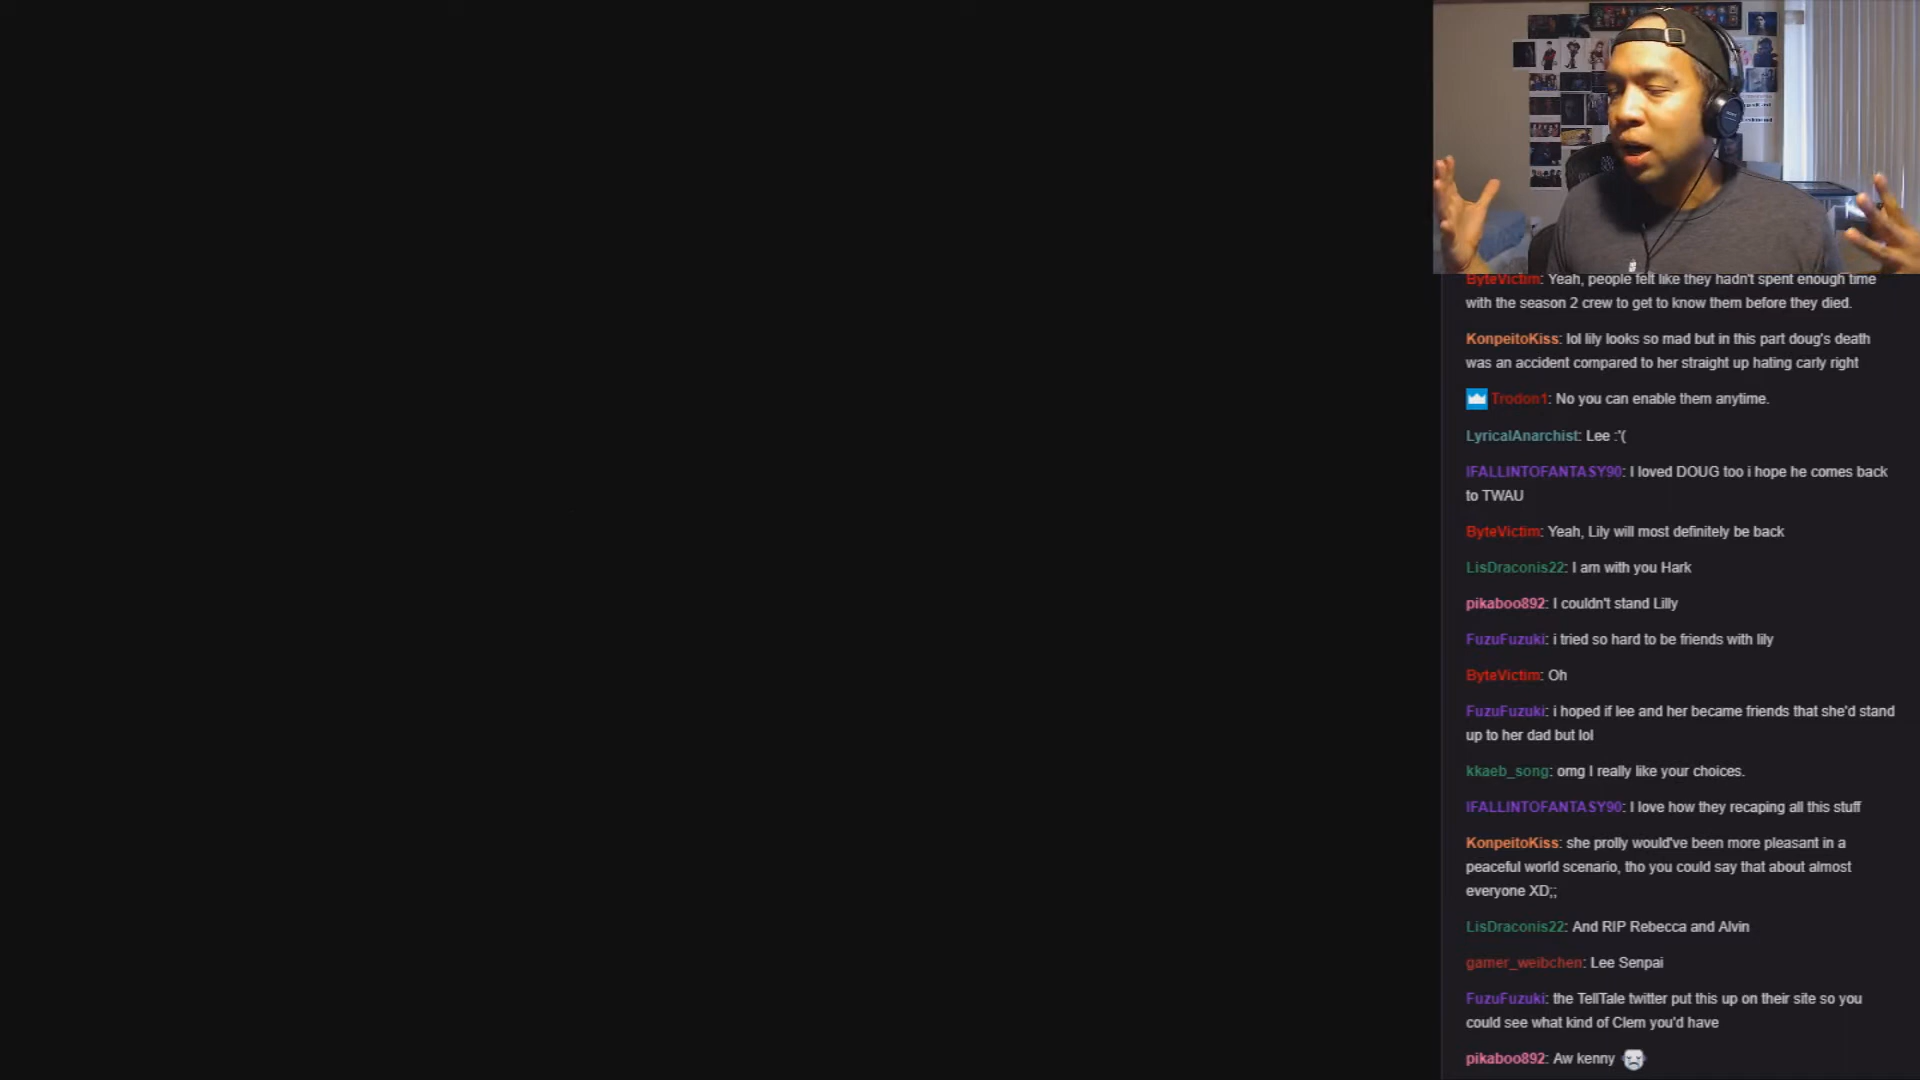 ByteVictim: Yeah, people felt like they hadn't spent enough time
with the season 2 crew to get to know them before they died.
KonpeitoKiss: lol lily looks so mad but in this part doug's death
was an accident compared to her straight up hating carly right
Trodon1: No you can enable them anytime.
LyricalAnarchist: Lee :'(
IFALLINTOFANTASY90: I loved DOUG too i hope he comes back
to TWAU
ByteVictim: Yeah, Lily will most definitely be back
LisDraconis22: I am with you Hark
pikaboo892: I couldn't stand Lilly
FuzuFuzuki: i tried so hard to be friends with lily
ByteVictim: Oh
FuzuFuzuki: i hoped if lee and her became friends that she'd stand
up to her dad but lol
kkaeb_song: omg I really like your choices.
IFALLINTOFANTASY90: I love how they recaping all this stuff
KonpeitoKiss: she prolly would've been more pleasant in a
peaceful world scenario, tho you could say that about almost
everyone XD;;
LisDraconis22: And RIP Rebecca and Alvin
gamer_weibchen: Lee Senpai
FuzuFuzuki: the TellTale twitter put this up on their site so you
could see what kind of Clem you'd have
pikaboo892: Aw kenny